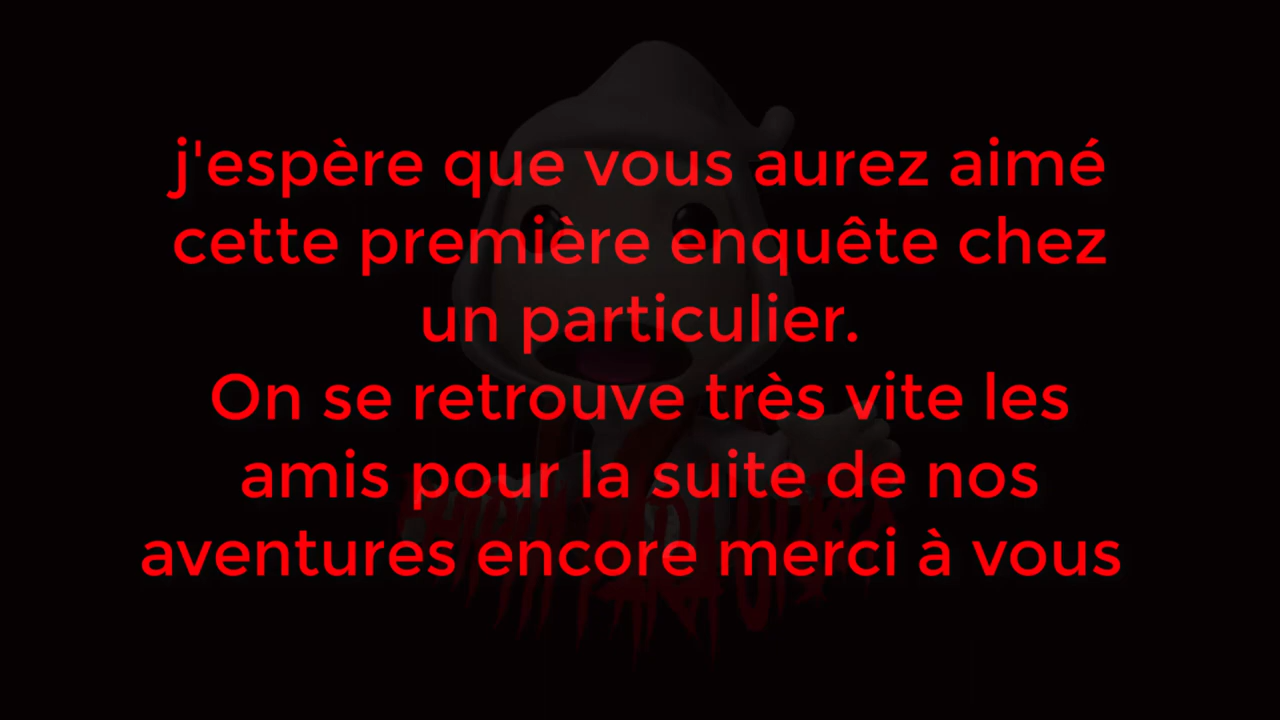 j'espère que vous aurez aimé
cette première enquête chez
un particulier.
On se retrouve très vite les
amis pour la suite de nos
aventures encore merci à vous